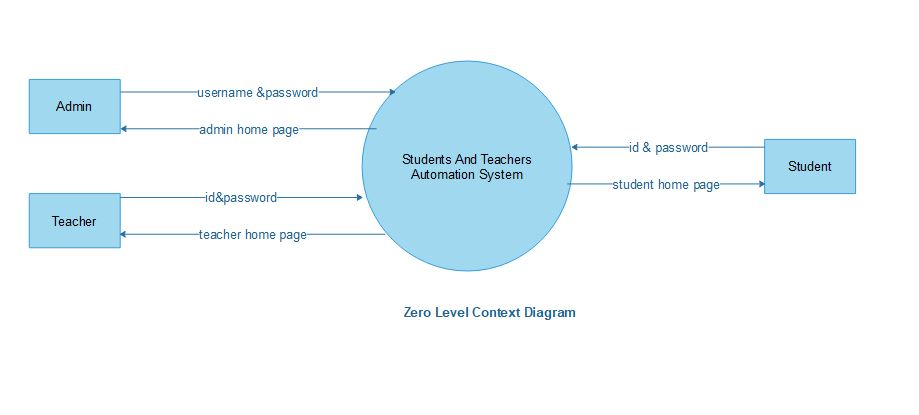 Admin
username &password
admin home page
Students And Teachers
Automation System
id & password
Student
student home page
Teacher
id&password
teacher home page
Zero Level Context Diagram